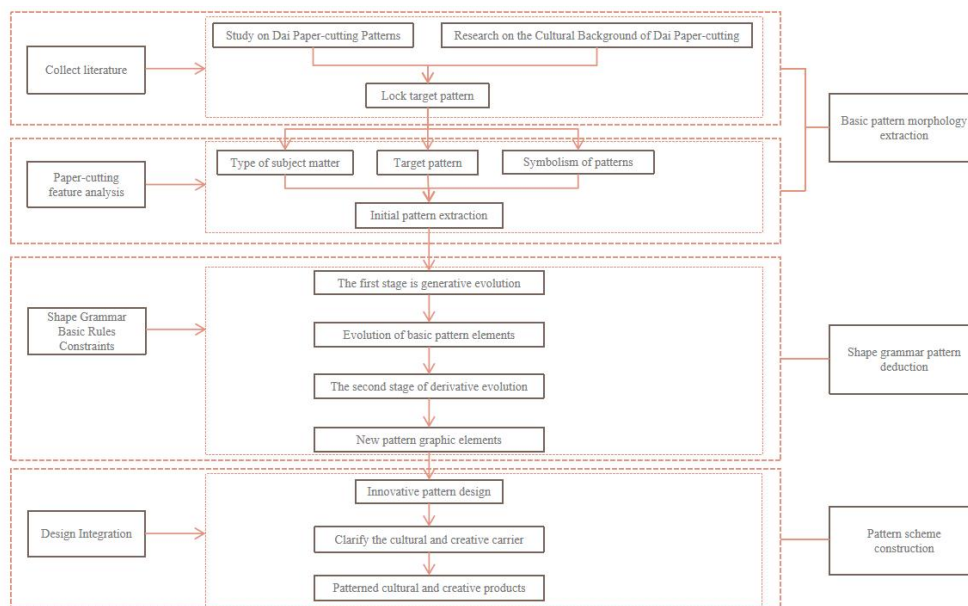 Study on Dai Paper-cutting Patterns
Research on the Cultural Background of Dai Paper-cutting
Collect literature
Lock target pattern
Basic pattern morphology
extraction
Type of subject matter
Target pattern
Symbolism of patterns
Paper-cutting
feature analysis
Initial pattern extraction
The first stage is generative evolution
Shape Grammar
Basic Rules
Constraints
Evolution of basic pattern elements
Shape grammar pattern
deduction
The second stage of derivative evolution
New pattern graphic elements
Innovative pattern design
Design Integration
Clarify the cultural and creative carrier
Pattern scheme
construction
Patterned cultural and creative products